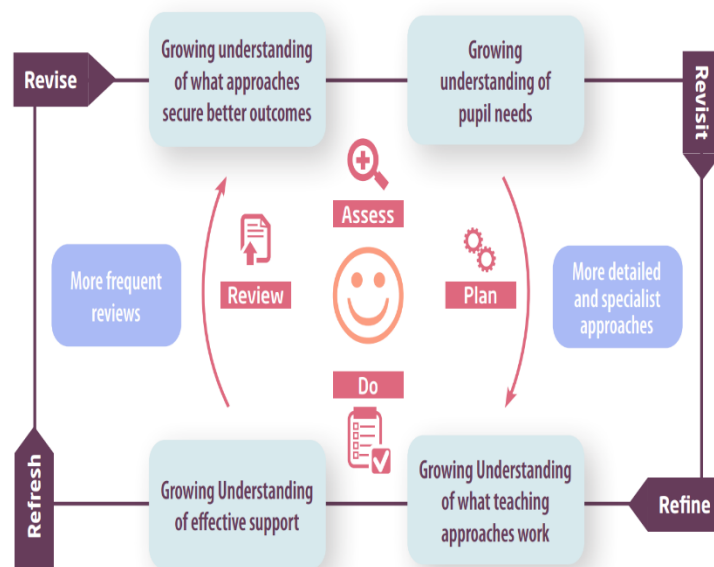 Growing understanding
of what approaches
secure better outcomes
Growing
understanding of
pupil needs
Revise
Revisit
Assess
Review
Plan
More frequent
reviews
More detailed
and specialist
approaches
Do
Growing Understanding
of effective support
Growing Understanding
of what teaching
approaches work
Refresh
Refine